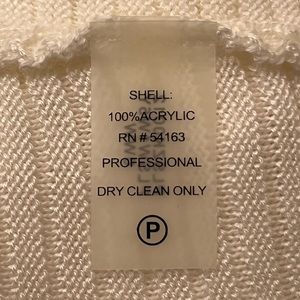 SHELL:
100%ACRYLIC
RN # 54163
PROFESSIONAL
DRY CLEAN ONLY
P